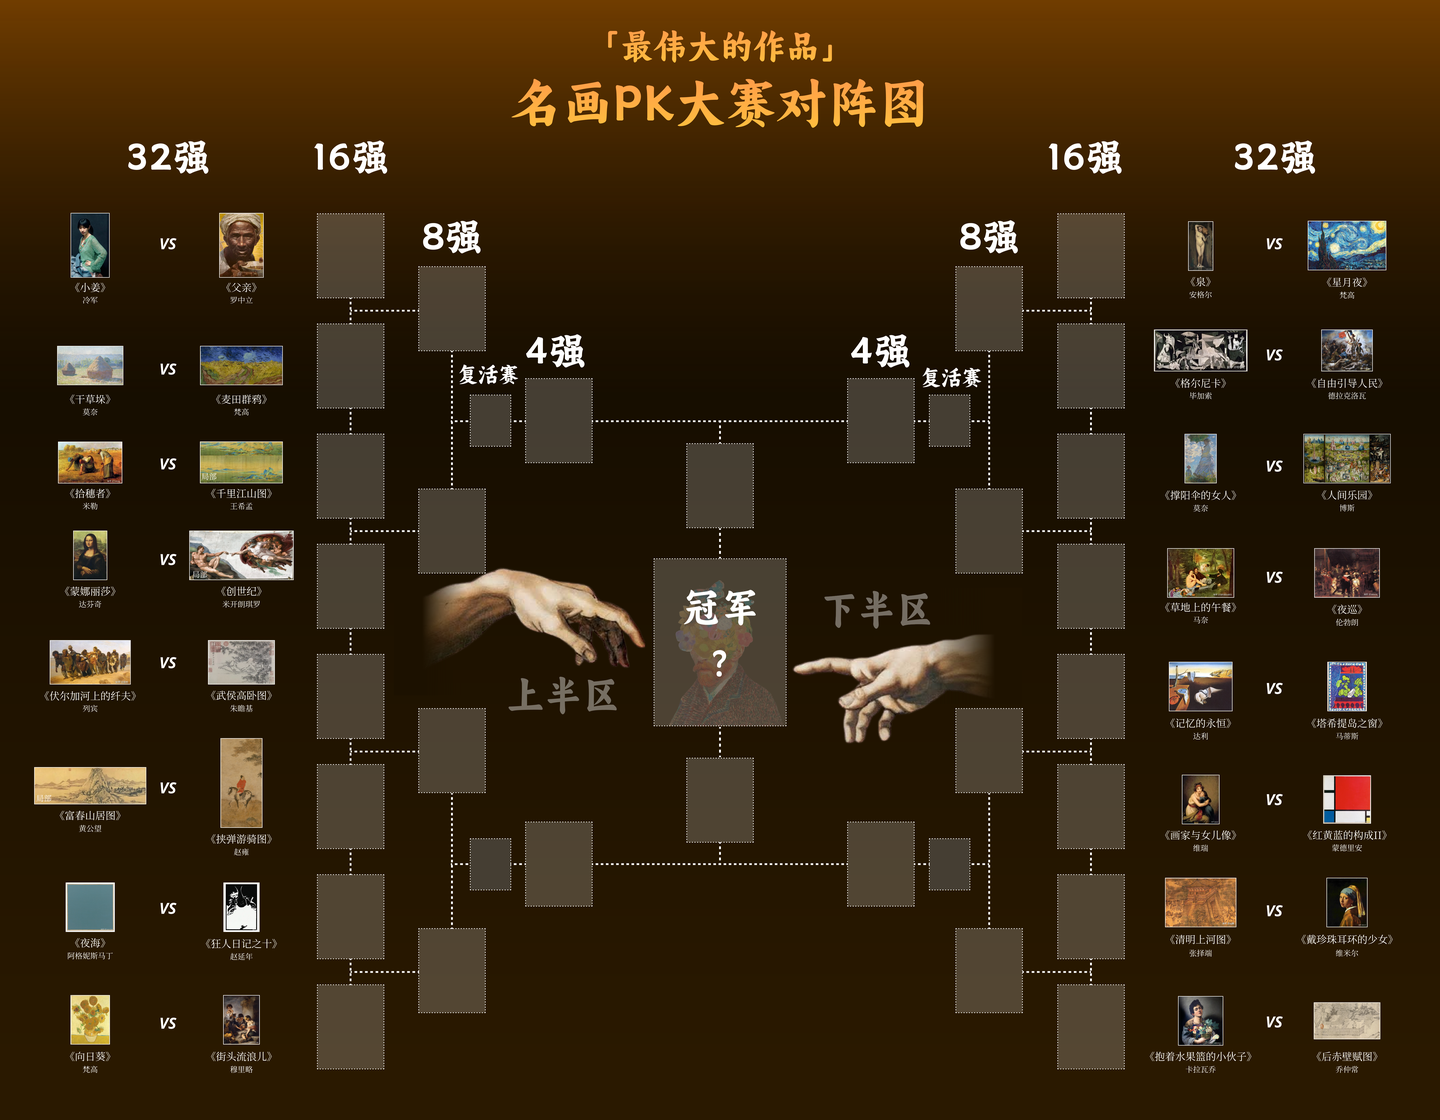 「最伟大的作品」
名画PK大赛对阵图
32强
16强
16强
32强
8强
8强
4强
4强
复活赛
复活赛
《小姜》
冷军
VS
《父亲》
罗中立
《干草垛》
莫奈
VS
《麦田群鸦》
梵高
《拾穗者》
米勒
VS
局部
《千里江山图》
王希孟
《蒙娜丽莎》
达芬奇
VS
局部
《创世纪》
米开朗琪罗
《伏尔加河上的纤夫》
列宾
VS
《武侯高卧图》
朱瞻基
《富春山居图》
黄公望
VS
《挟弹游骑图》
赵雍
《夜海》
阿格妮斯马丁
VS
《狂人日记之十》
赵延年
《向日葵》
梵高
VS
《街头流浪儿》
穆里略
上半区
冠军
?
下半区
《泉》
安格尔
VS
《星月夜》
梵高
《格尔尼卡》
毕加索
VS
《自由引导人民》
德拉克洛瓦
《撑阳伞的女人》
莫奈
VS
《人间乐园》
博斯
《草地上的午餐》
马奈
VS
《夜巡》
伦勃朗
《记忆的永恒》
达利
VS
《塔希提岛之窗》
马蒂斯
《画家与女儿像》
维瑞
VS
《红黄蓝的构成II》
蒙德里安
《清明上河图》
张择端
VS
《戴珍珠耳环的少女》
维米尔
《抱着水果篮的小伙子》
卡拉瓦乔
VS
《后赤壁赋图》
乔仲常